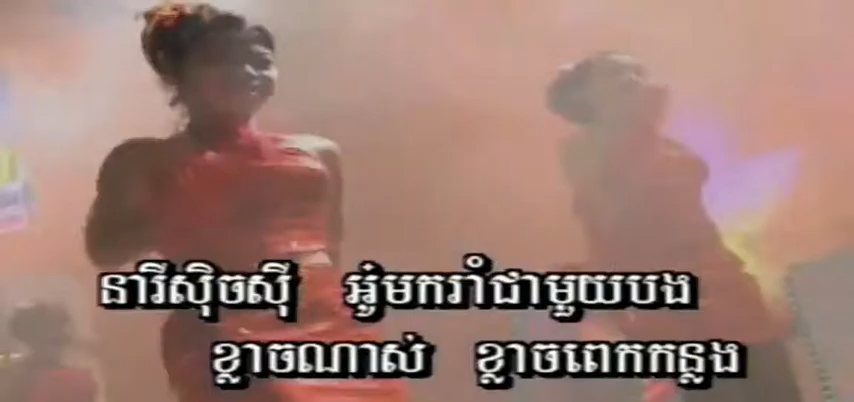 នារីស៊ិចស៊ី អូ៎មករាំជាមួយបង
ខ្លាចណាស់ ខ្លាចពេកកន្លង